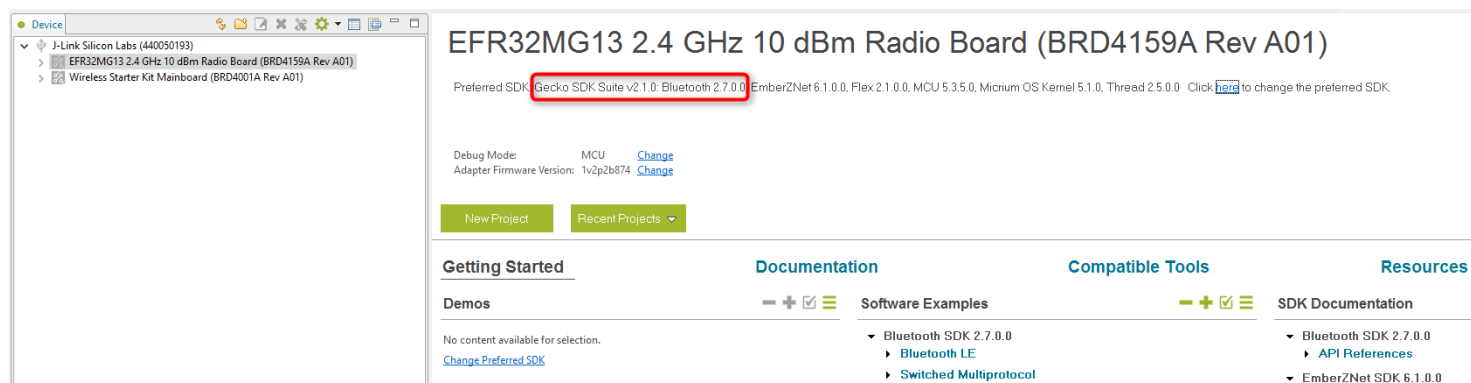 Device
J-Link Silicon Labs (440050193)
EFR32MG13 2.4 GHz 10 dBm Radio Board (BRD4159A Rev A01)
Wireless Starter Kit Mainboard (BRD4001A Rev A01)
EFR32MG13 2.4 GHz 10 dBm Radio Board (BRD4159A Rev A01)
Preferred SDK: Gecko SDK Suite v2.1.0: Bluetooth 2.7.0.0, EmberZNet 6.1.0.0, Flex 2.1.0.0, MCU 5.3.5.0, Micrium OS Kernel 5.1.0, Thread 2.5.0.0 Click here to change the preferred SDK.
Debug Mode: MCU Change
Adapter Firmware Version: 1v2p2b874 Change
New Project Recent Projects
Getting Started Documentation Compatible Tools Resources
Demos Software Examples SDK Documentation
No content available for selection. Bluetooth SDK 2.7.0.0 Bluetooth SDK 2.7.0.0
Change Preferred SDK Bluetooth LE API References
Switched Multiprotocol EmberZNet SDK 6.1.0.0